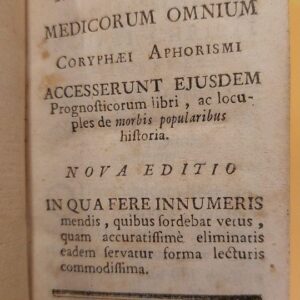 MEDICORUM OMNIUM
CORYPHÆI APHORISMI
ACCESSERUNT EJUSDEM
Prognoſticorum libri, ac locu-
ples de morbis popularibus
hiſtoria.
NOVA EDITIO
IN QUA FERE INNUMERIS
mendis, quibus ſordebat vetus,
quam accuratiſſimè eliminatis
eadem ſervatur forma lecturis
commodiſſima.